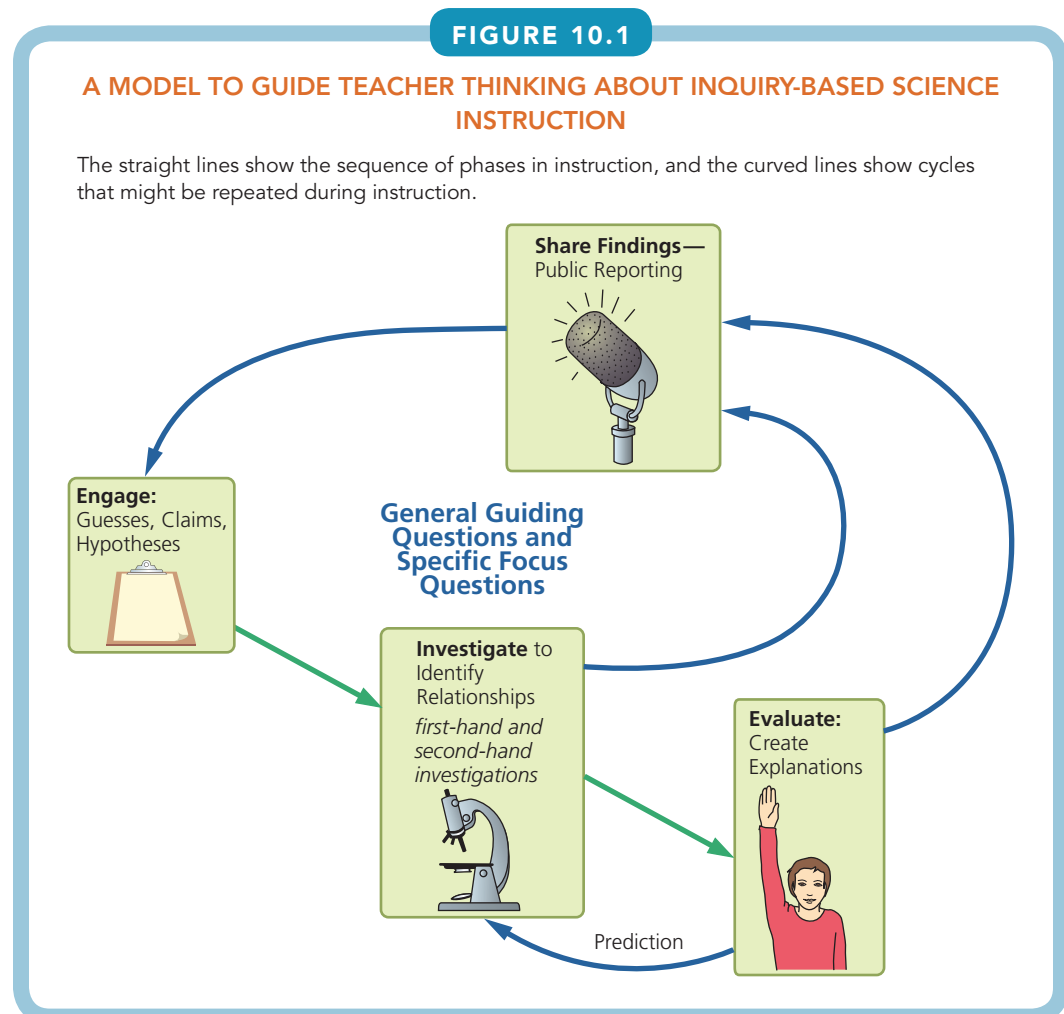 FIGURE 10.1
A MODEL TO GUIDE TEACHER THINKING ABOUT INQUIRY-BASED SCIENCE
INSTRUCTION
The straight lines show the sequence of phases in instruction, and the curved lines show cycles
that might be repeated during instruction.
Share Findings—
Public Reporting
Engage:
Guesses, Claims,
Hypotheses
General Guiding
Questions and
Specific Focus
Questions
Investigate to
Identify
Relationships
first-hand and
second-hand
investigations
Evaluate:
Create
Explanations
Prediction